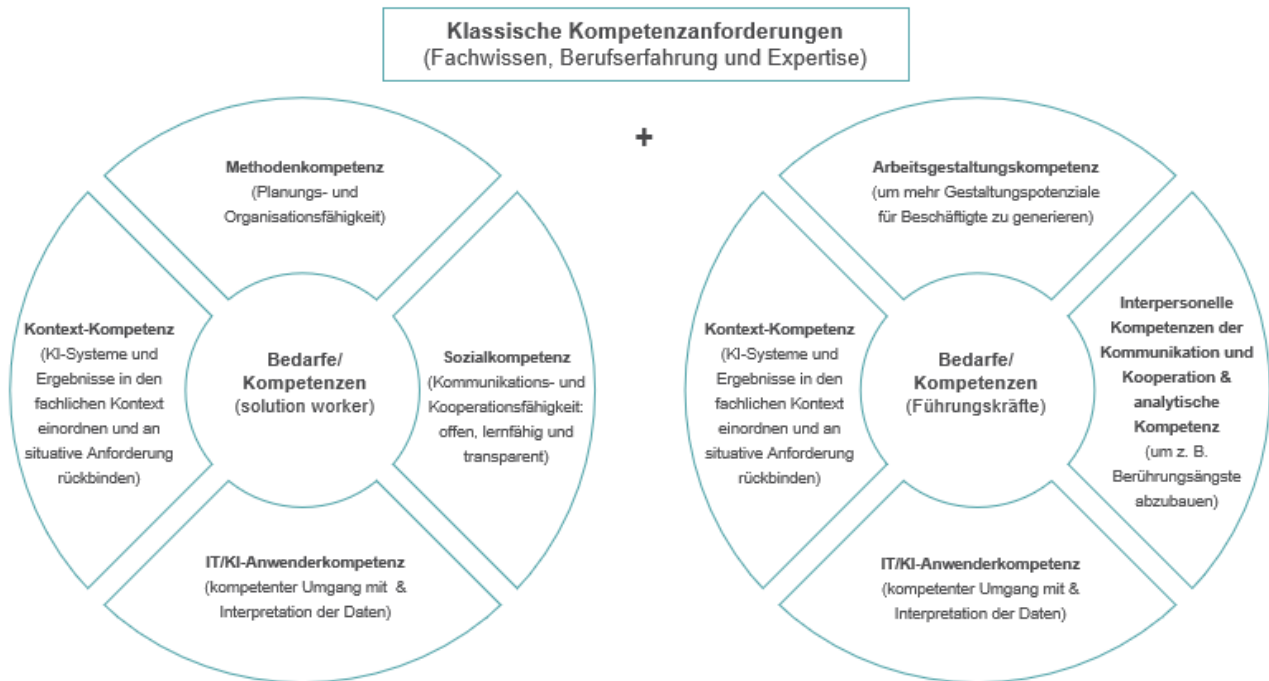 Klassische Kompetenzanforderungen
(Fachwissen, Berufserfahrung und Expertise)
+
Methodenkompetenz
(Planungs- und
Organisationsfähigkeit)
Kontext-Kompetenz
(KI-Systeme und
Ergebnisse in den
fachlichen Kontext
einordnen und an
situative Anforderung
rückbinden)
Bedarfe/
Kompetenzen
(solution worker)
Sozialkompetenz
(Kommunikations- und
Kooperationsfähigkeit:
offen, lernfähig und
transparent)
IT/KI-Anwenderkompetenz
(kompetenter Umgang mit &
Interpretation der Daten)
Arbeitsgestaltungskompetenz
(um mehr Gestaltungspotenziale
für Beschäftigte zu generieren)
Kontext-Kompetenz
(KI-Systeme und
Ergebnisse in den
fachlichen Kontext
einordnen und an
situative Anforderung
rückbinden)
Bedarfe/
Kompetenzen
(Führungskräfte)
Interpersonelle
Kompetenzen der
Kommunikation und
Kooperation &
analytische
Kompetenz
(um z. B.
Berührungsängste
abzubauen)
IT/KI-Anwenderkompetenz
(kompetenter Umgang mit &
Interpretation der Daten)